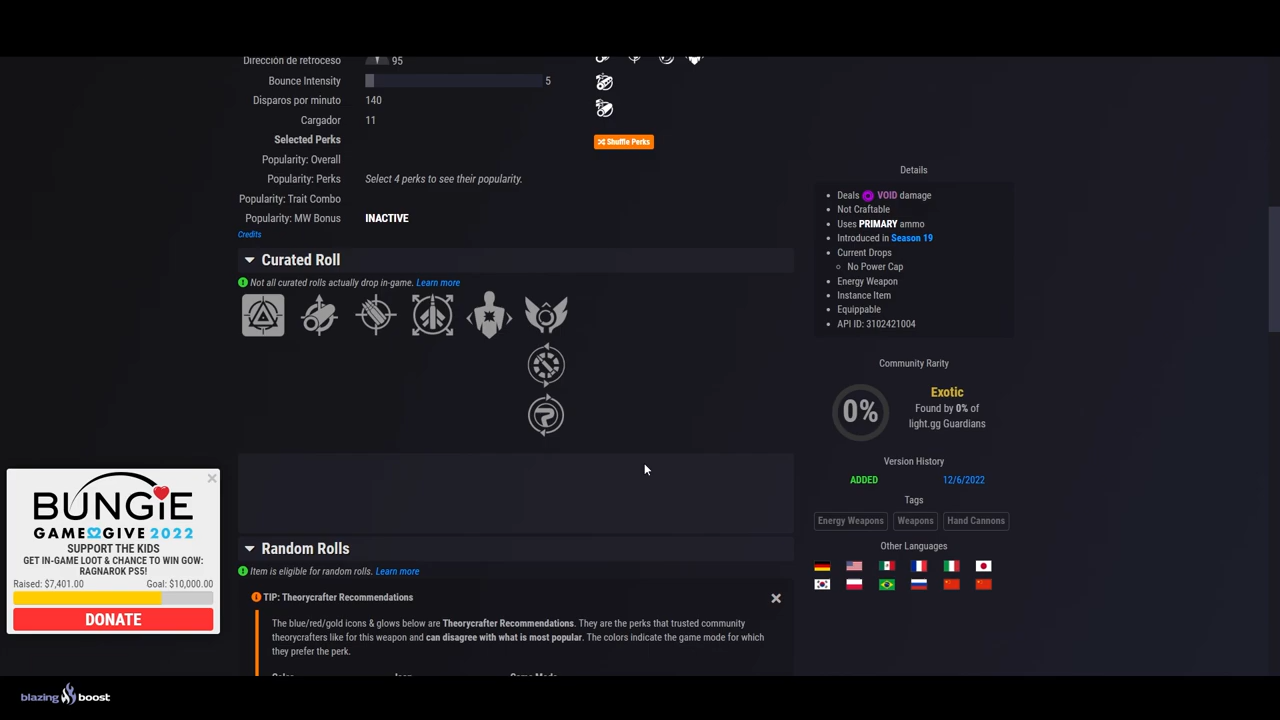 Dirección de retroceso 95
Bounce Intensity 5
Disparos por minuto 140
Cargador 11
Selected Perks
Shuffle Perks
Popularity: Overall
Popularity: Perks Select 4 perks to see their popularity.
Popularity: Trait Combo
Popularity: MW Bonus INACTIVE
Credits
Curated Roll
Not all curated rolls actually drop in-game. Learn more
Random Rolls
Item is eligible for random rolls. Learn more
TIP: Theorycrafter Recommendations
The blue/red/gold icons & glows below are Theorycrafter Recommendations. They are the perks that trusted community
theorycrafters like for this weapon and can disagree with what is most popular. The colors indicate the game mode for which
they prefer the perk.
Color Icon Game Mode
Details
Deals VOID damage
Not Craftable
Uses PRIMARY ammo
Introduced in Season 19
Current Drops
No Power Cap
Energy Weapon
Instance Item
Equippable
API ID: 3102421004
Community Rarity
0%
Exotic
Found by 0% of
light.gg Guardians
Version History
ADDED 12/6/2022
Tags
Energy Weapons Weapons Hand Cannons
Other Languages
BUNGIE
GAME GIVE 2022
SUPPORT THE KIDS
GET IN-GAME LOOT & CHANCE TO WIN GOW:
RAGNAROK PS5!
Raised: $7,401.00 Goal: $10,000.00
DONATE
blazing boost